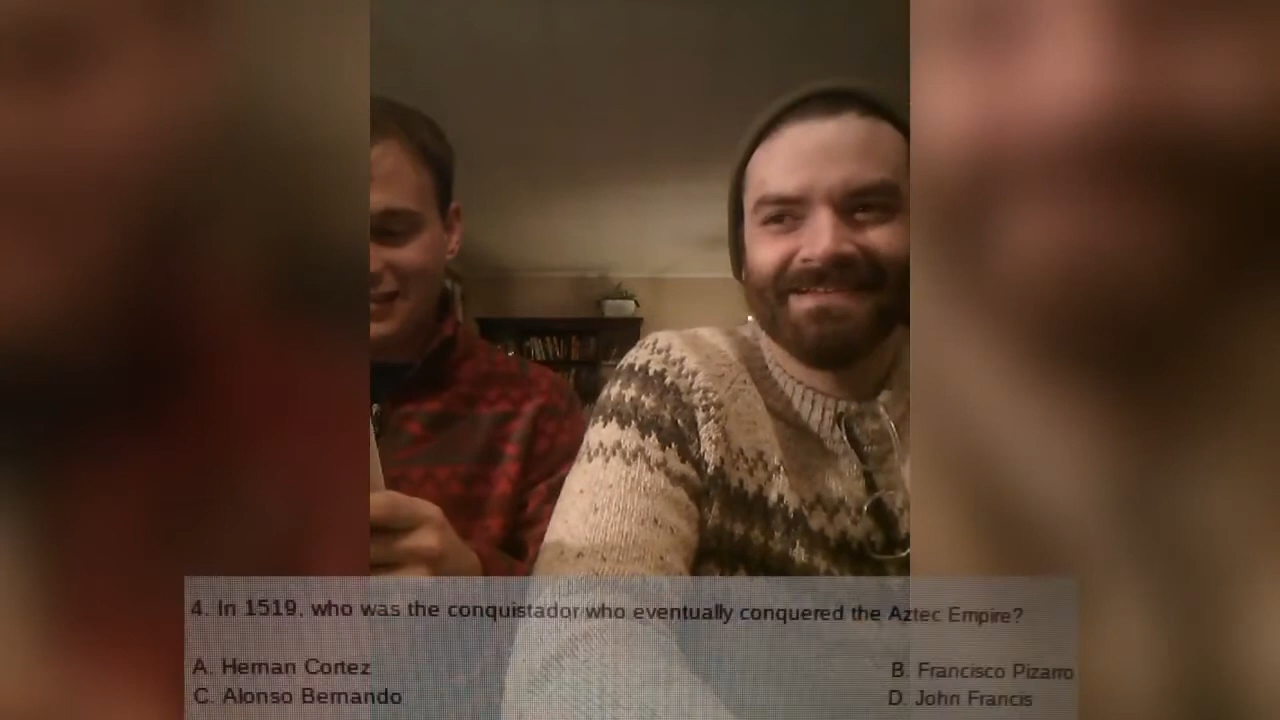 4. In 1519, who was the conquistador who eventually conquered the Aztec Empire?
A. Hernan Cortez
B. Francisco Pizarro
C. Alonso Bernando
D. John Francis